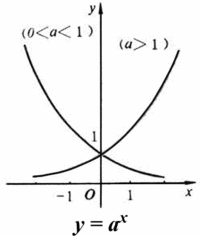 y
(0<a<1)
(a>1)
1
-1 O 1 x
y = a^x